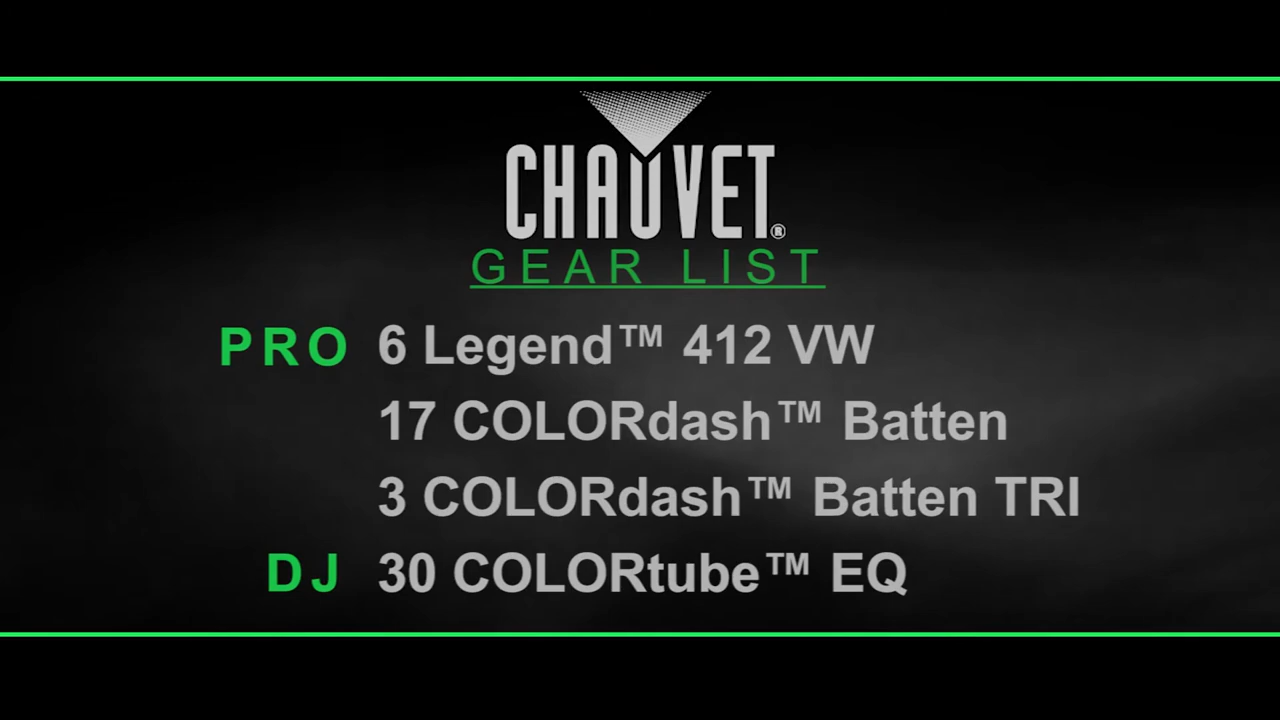 CHAUVET®
GEAR LIST
PRO 6 Legend™ 412 VW
17 COLORdash™ Batten
3 COLORdash™ Batten TRI
DJ 30 COLORtube™ EQ